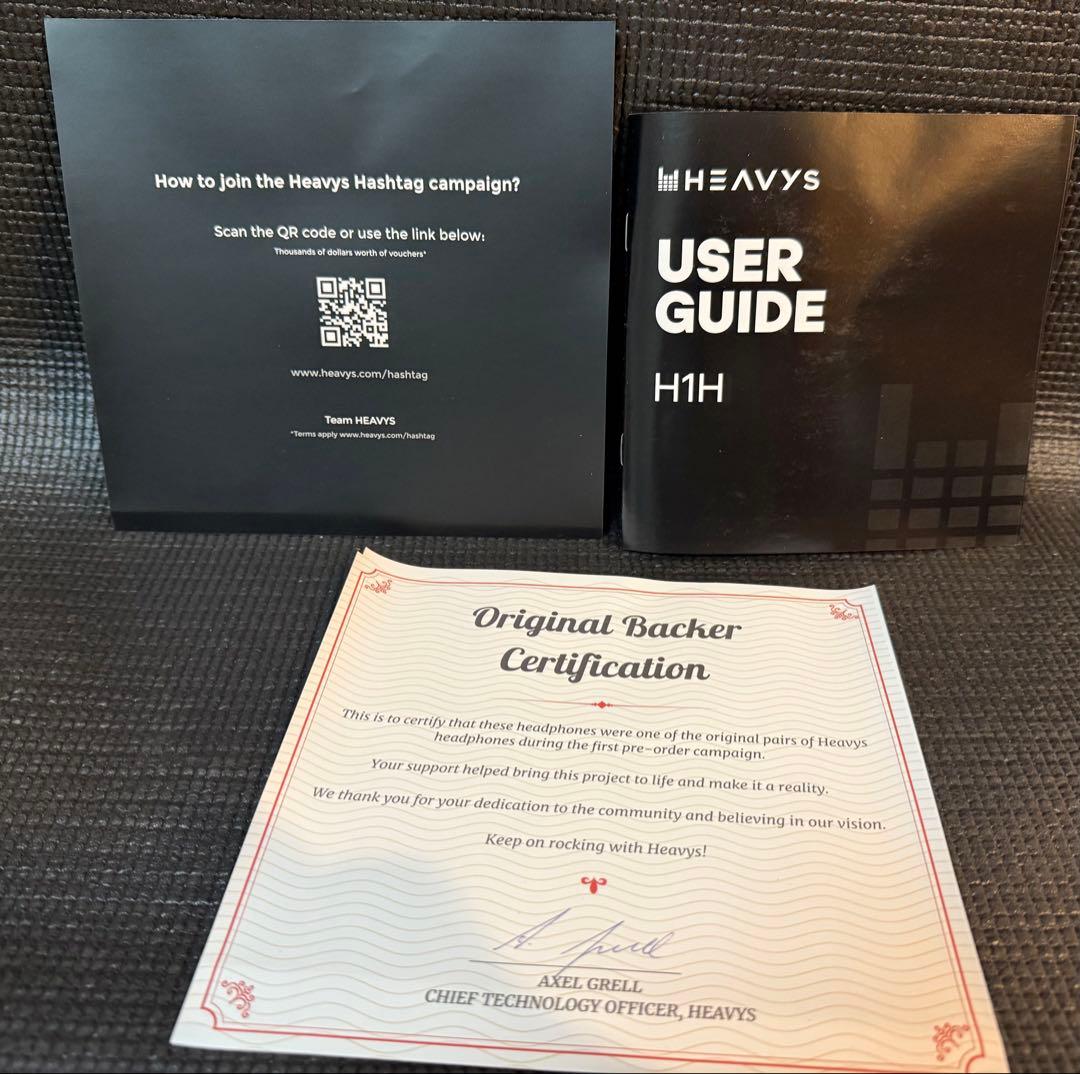 How to join the Heavys Hashtag campaign?
Scan the QR code or use the link below:
Thousands of dollars worth of vouchers*
www.heavys.com/hashtag
Team HEAVYS
*Terms apply www.heavys.com/hashtag
HEAVYS
USER
GUIDE
H1H
Original Backer
Certification
This is to certify that these headphones were one of the original pairs of Heavys
headphones during the first pre-order campaign.
Your support helped bring this project to life and make it a reality.
We thank you for your dedication to the community and believing in our vision.
Keep on rocking with Heavys!
A. Grell
AXEL GRELL
CHIEF TECHNOLOGY OFFICER, HEAVYS